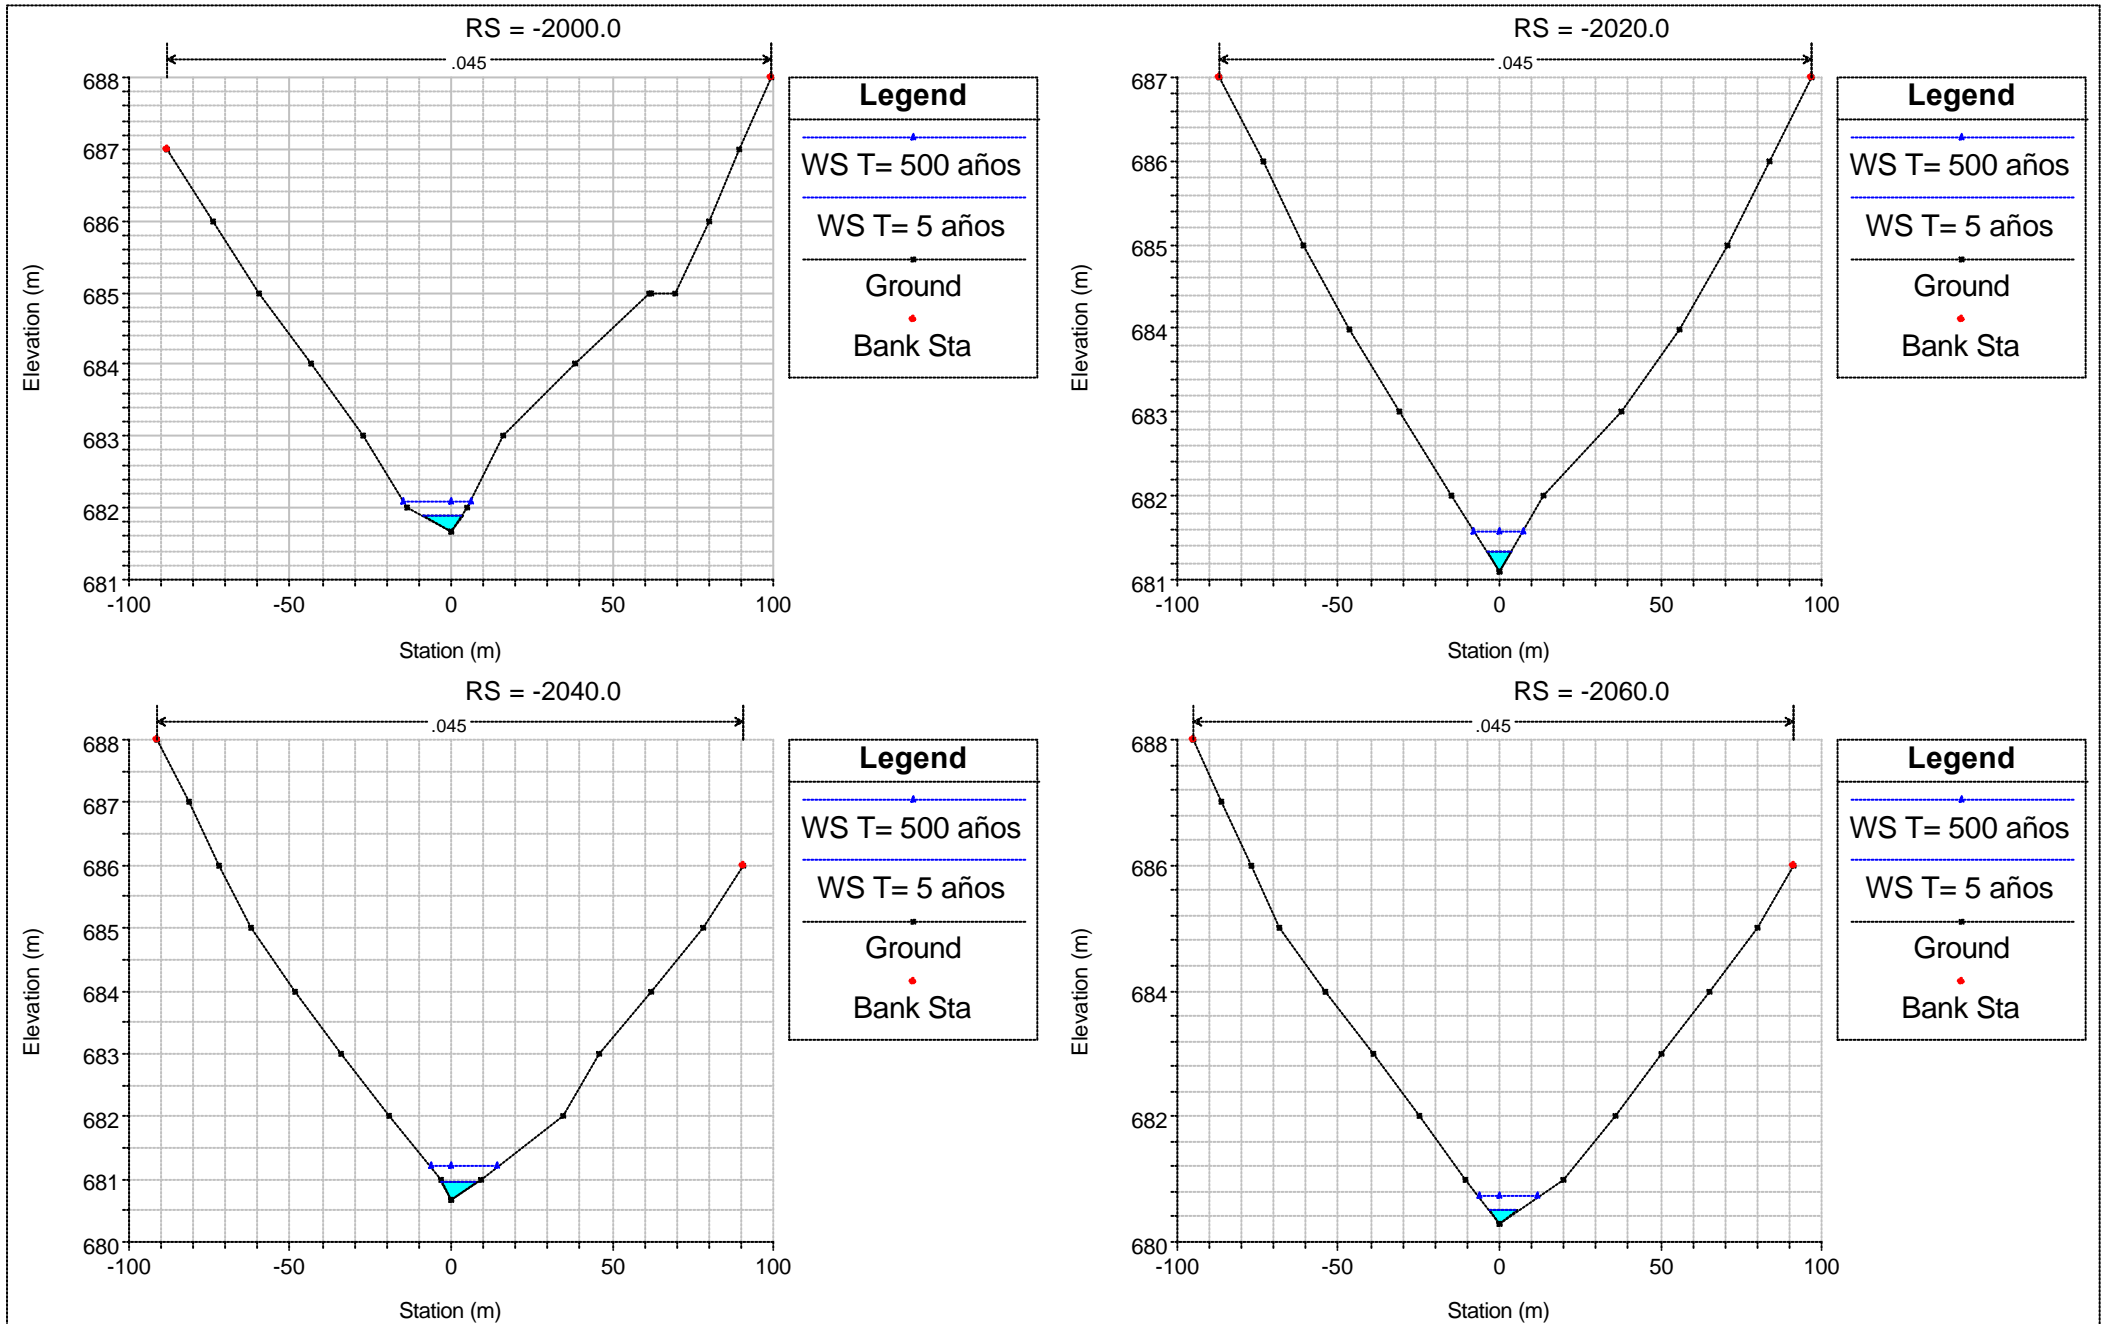 RS = -2000.0
.045
688
687
686
685
684
683
682
681
-100
-50
0
50
100
Elevation (m)
Station (m)
Legend
WS T= 500 años
WS T= 5 años
Ground
Bank Sta
RS = -2020.0
.045
687
686
685
684
683
682
681
-100
-50
0
50
100
Elevation (m)
Station (m)
Legend
WS T= 500 años
WS T= 5 años
Ground
Bank Sta
RS = -2040.0
.045
688
687
686
685
684
683
682
681
680
-100
-50
0
50
100
Elevation (m)
Station (m)
Legend
WS T= 500 años
WS T= 5 años
Ground
Bank Sta
RS = -2060.0
.045
688
686
684
682
680
-100
-50
0
50
100
Elevation (m)
Station (m)
Legend
WS T= 500 años
WS T= 5 años
Ground
Bank Sta